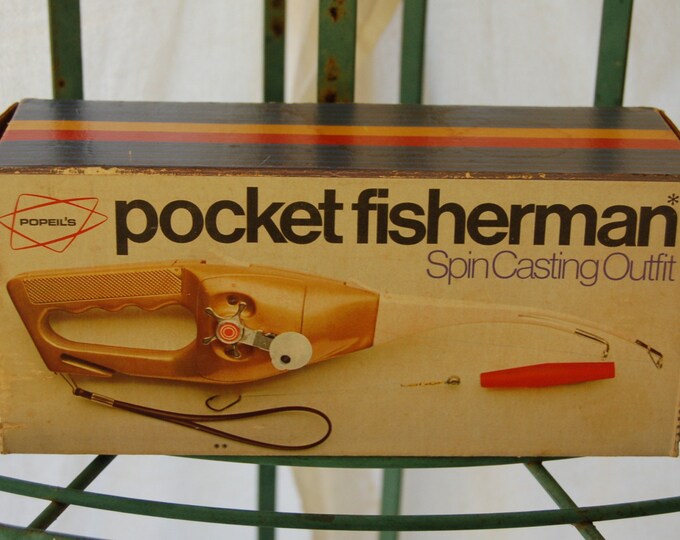 POPEIL'S
pocket fisherman*
Spin Casting Outfit
**